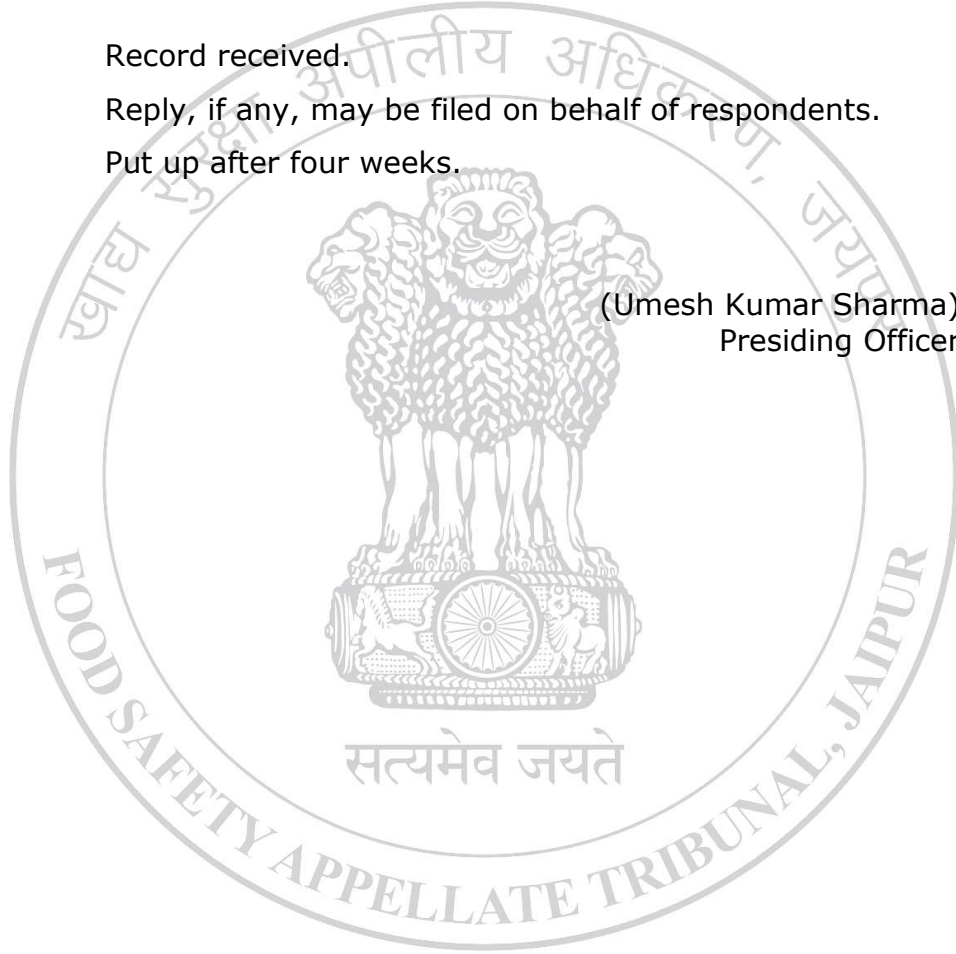 Record received.
Reply, if any, may be filed on behalf of respondents.
Put up after four weeks.
(Umesh Kumar Sharma)
Presiding Officer
खाद्य सुरक्षा अपीलीय अधिकरण, जयपुर
सत्यमेव जयते
FOOD SAFETY APPELLATE TRIBUNAL, JAIPUR